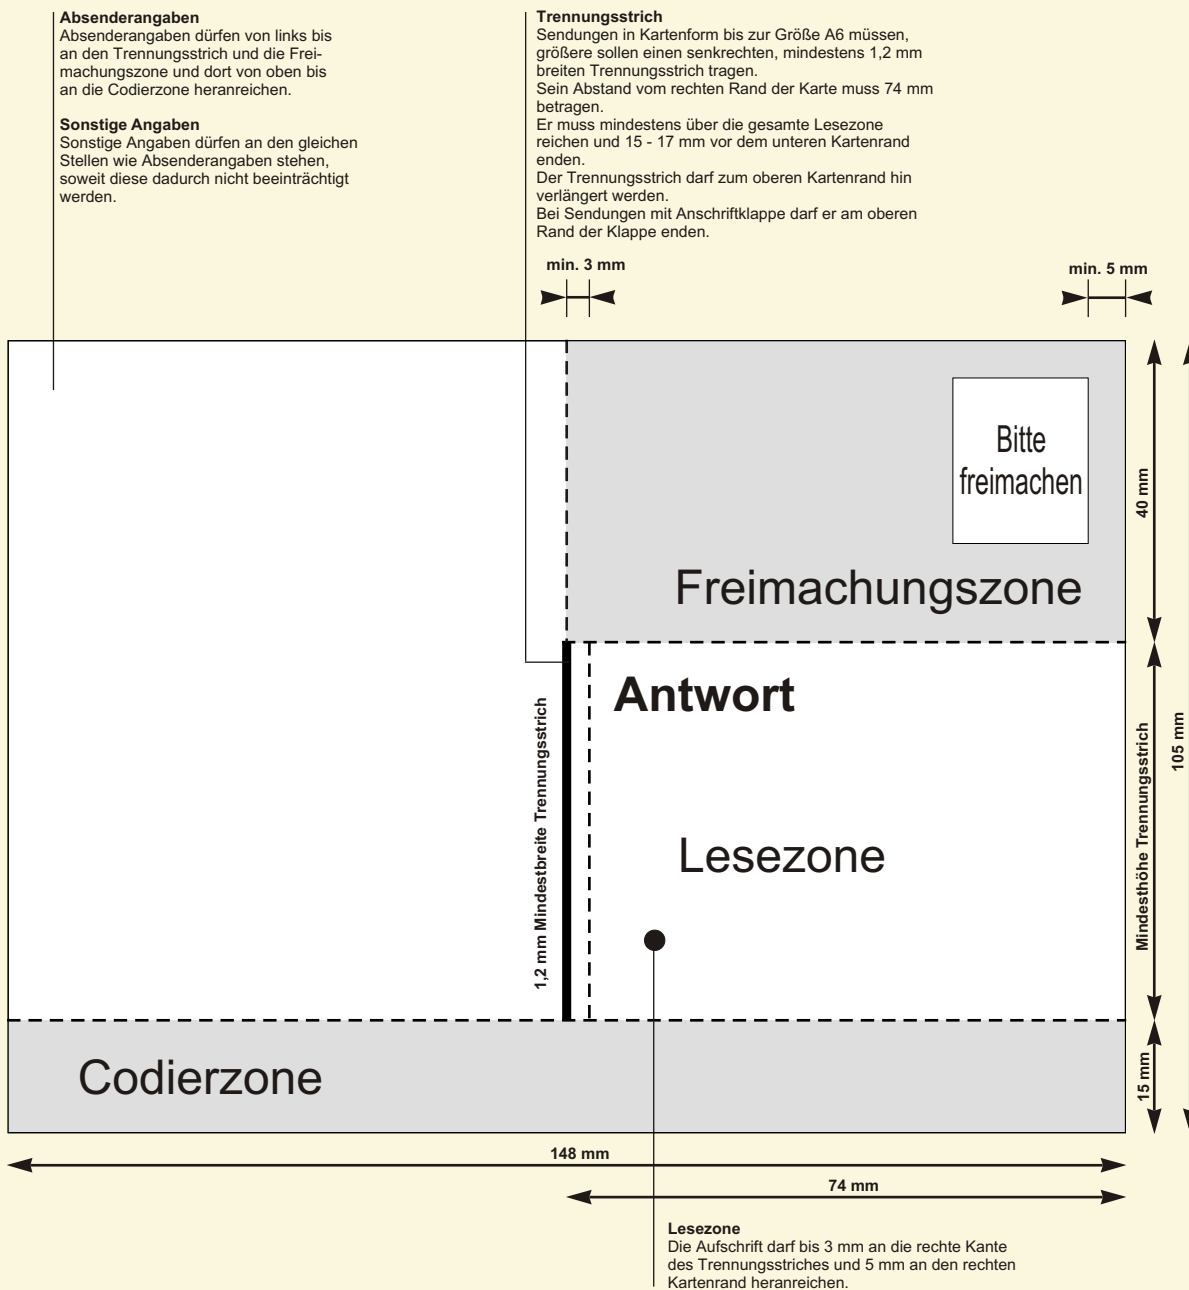 Absenderangaben
Absenderangaben dürfen von links bis
an den Trennungsstrich und die Frei-
machungszone und dort von oben bis
an die Codierzone heranreichen.
Sonstige Angaben
Sonstige Angaben dürfen an den gleichen
Stellen wie Absenderangaben stehen,
soweit diese dadurch nicht beeinträchtigt
werden.
Trennungsstrich
Sendungen in Kartenform bis zur Größe A6 müssen,
größere sollen einen senkrechten, mindestens 1,2 mm
breiten Trennungsstrich tragen.
Sein Abstand vom rechten Rand der Karte muss 74 mm
betragen.
Er muss mindestens über die gesamte Lesezone
reichen und 15 - 17 mm vor dem unteren Kartenrand
enden.
Der Trennungsstrich darf zum oberen Kartenrand hin
verlängert werden.
Bei Sendungen mit Anschriftklappe darf er am oberen
Rand der Klappe enden.
min. 3 mm
min. 5 mm
Bitte
freimachen
40 mm
Freimachungszone
Antwort
1,2 mm Mindestbreite Trennungsstrich
Mindesthöhe Trennungsstrich
105 mm
Lesezone
Codierzone
15 mm
148 mm
74 mm
Lesezone
Die Aufschrift darf bis 3 mm an die rechte Kante
des Trennungsstriches und 5 mm an den rechten
Kartenrand heranreichen.